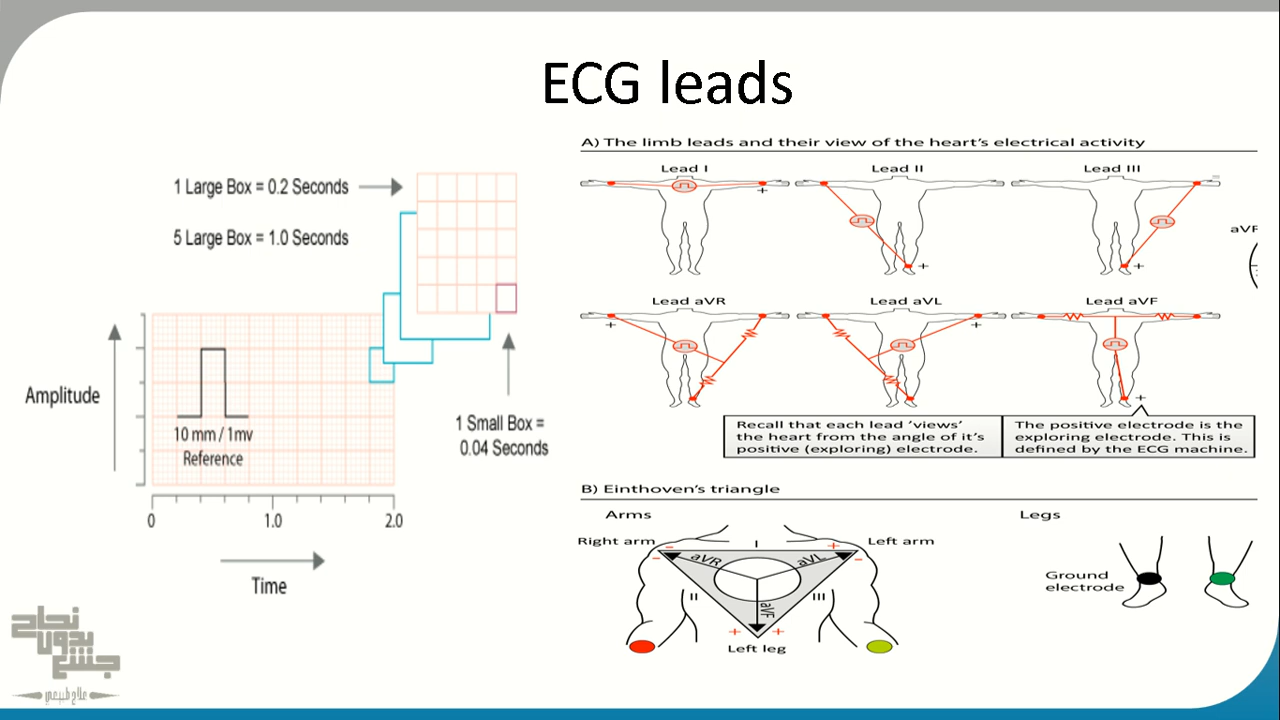 ECG leads
1 Large Box = 0.2 Seconds
5 Large Box = 1.0 Seconds
Amplitude
10 mm / 1mv
Reference
1 Small Box =
0.04 Seconds
0
1.0
2.0
Time
A) The limb leads and their view of the heart's electrical activity
Lead I
Lead II
Lead III
+
+
+
Lead aVR
Lead aVL
Lead aVF
+
+
+
Recall that each lead 'views'
the heart from the angle of it's
positive (exploring) electrode.
The positive electrode is the
exploring electrode. This is
defined by the ECG machine.
B) Einthoven's triangle
Arms
Legs
Right arm
Left arm
I
- +
- -
aVR
aVL
II
III
aVF
+ +
Left leg
Ground
electrode
نجاح
بدون
جشع
علاج طبيعي